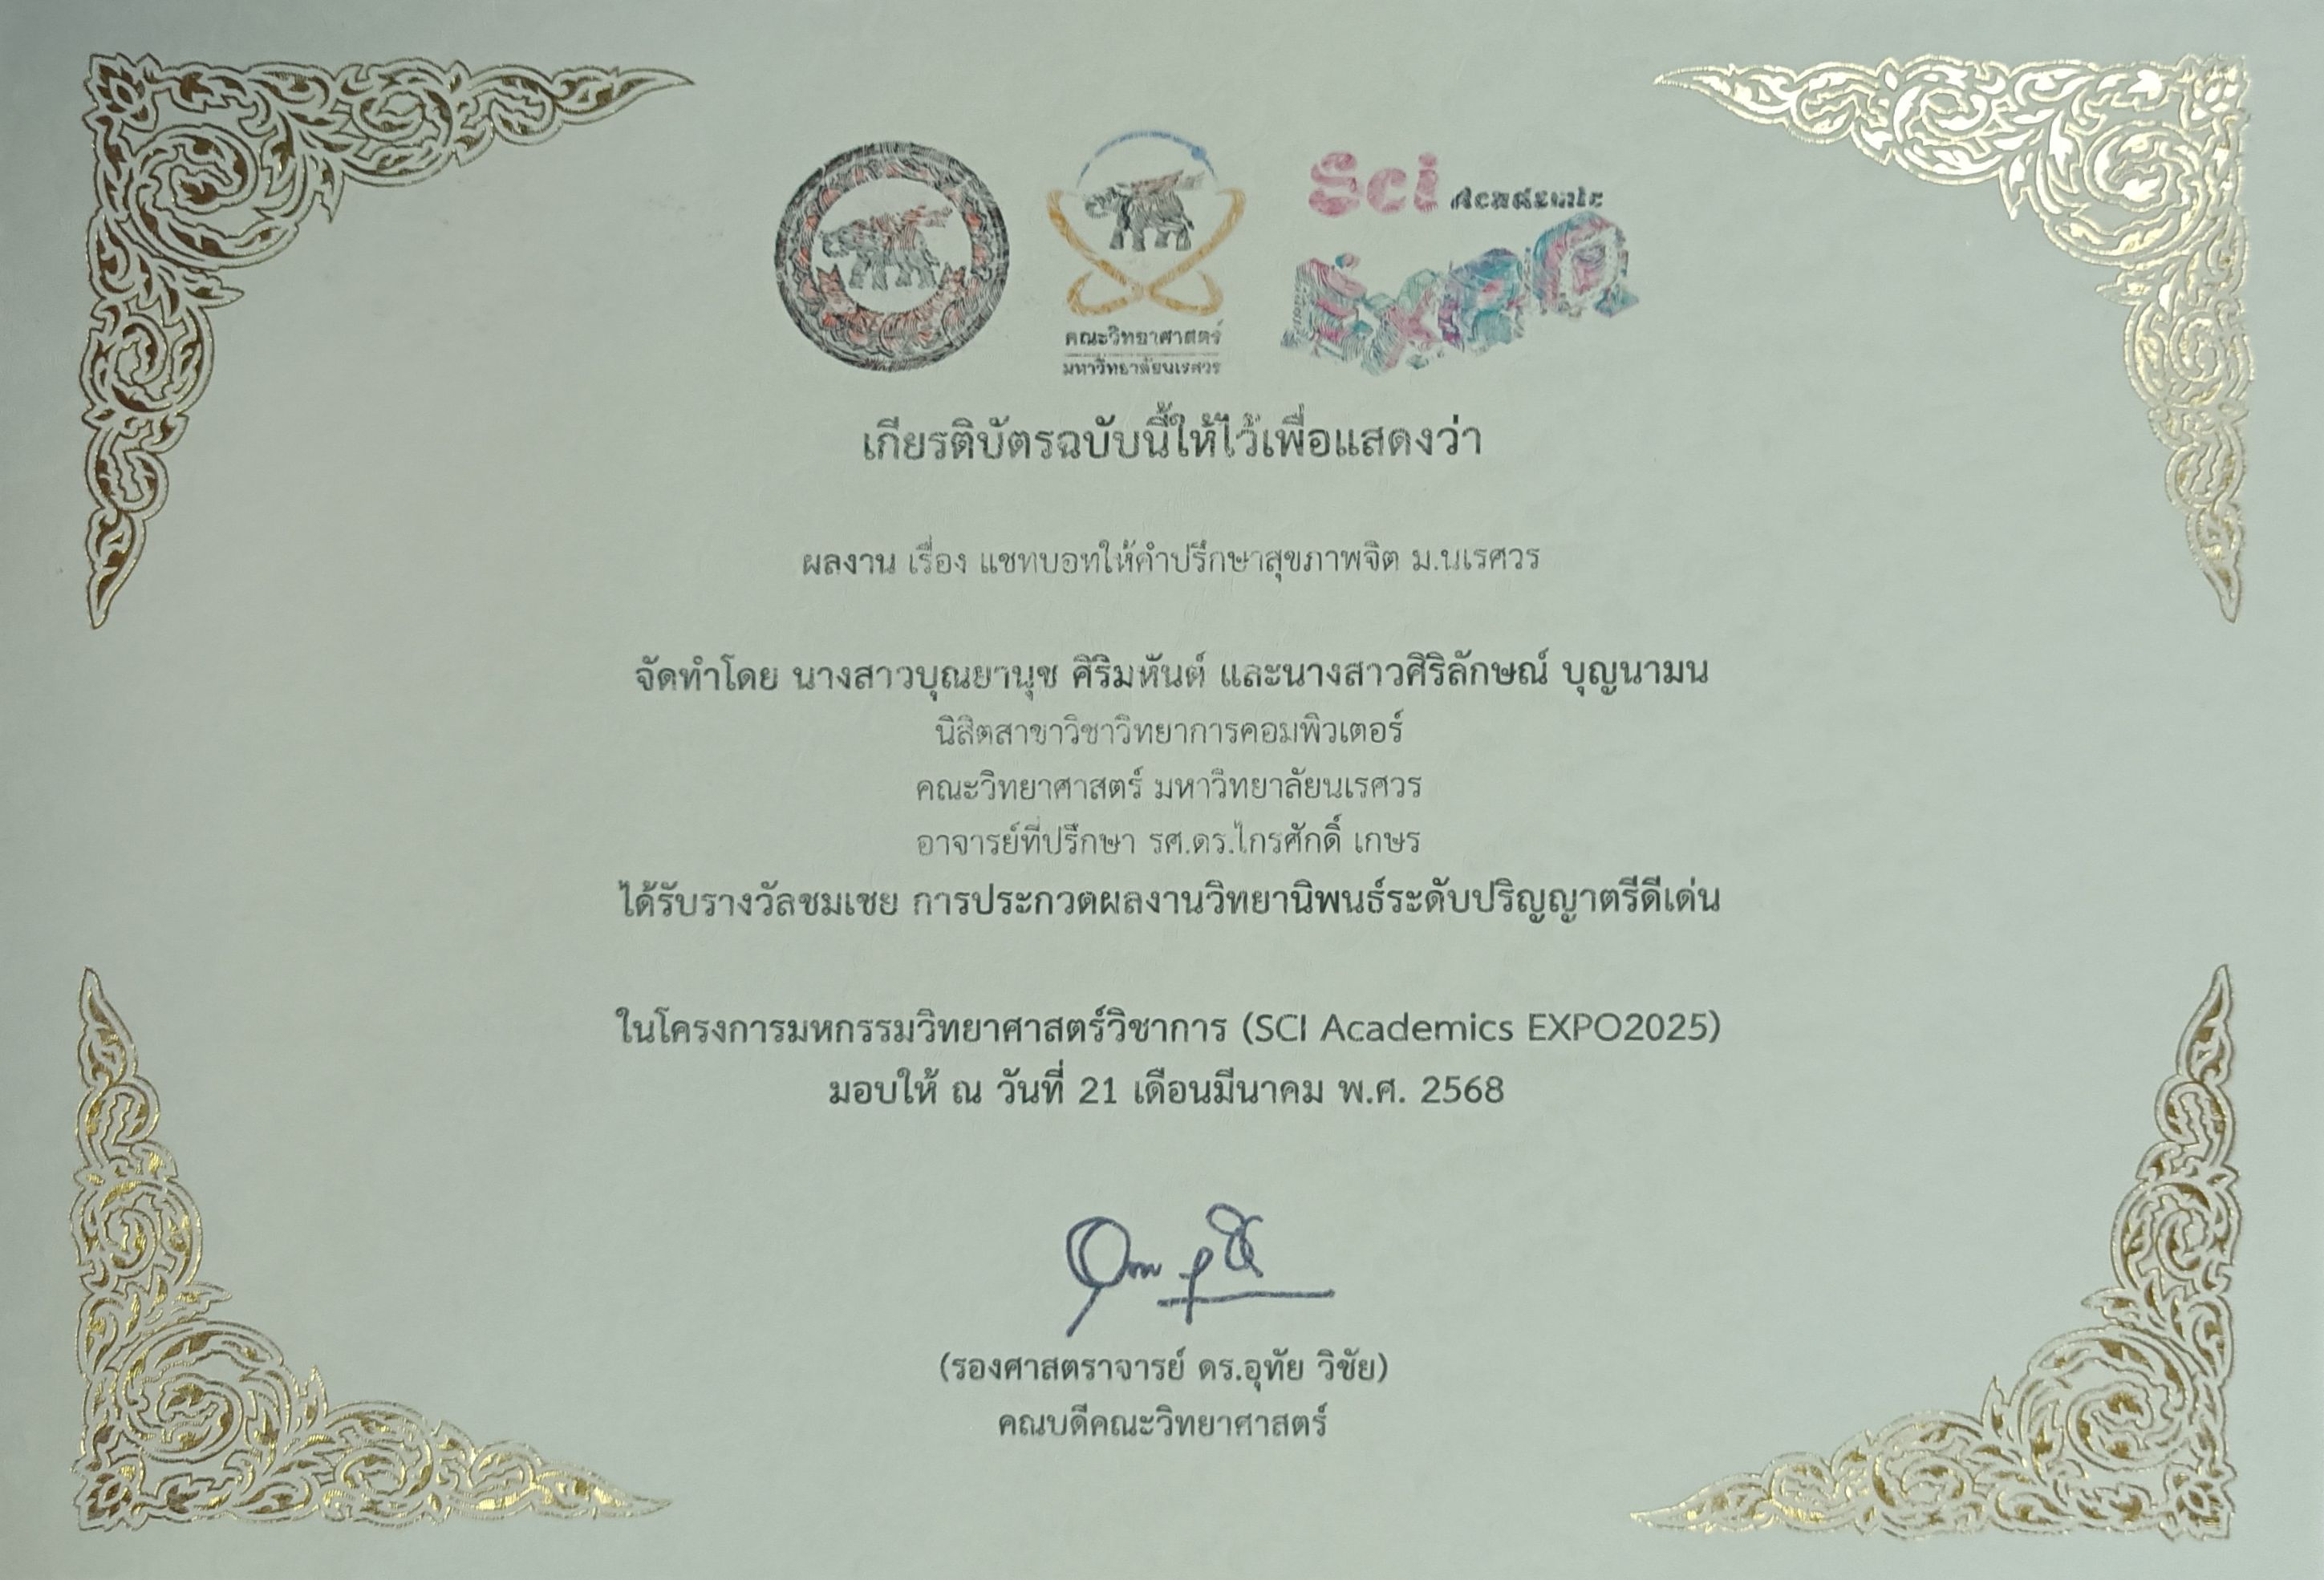 Sci Academic
EXPO
คณะวิทยาศาสตร์
มหาวิทยาลัยนเรศวร
เกียรติบัตรฉบับนี้ให้ไว้เพื่อแสดงว่า
ผลงาน เรื่อง แชทบอทให้คำปรึกษาสุขภาพจิต ม.นเรศวร
จัดทำโดย นางสาวบุณยานุช ศิริมหันต์ และนางสาวศิริลักษณ์ บุญนามน
นิสิตสาขาวิชาวิทยาการคอมพิวเตอร์
คณะวิทยาศาสตร์ มหาวิทยาลัยนเรศวร
อาจารย์ที่ปรึกษา รศ.ดร.ไกรศักดิ์ เกษร
ได้รับรางวัลชมเชย การประกวดผลงานวิทยานิพนธ์ระดับปริญญาตรีดีเด่น
ในโครงการมหกรรมวิทยาศาสตร์วิชาการ (SCI Academics EXPO2025)
มอบให้ ณ วันที่ 21 เดือนมีนาคม พ.ศ. 2568
(รองศาสตราจารย์ ดร.อุทัย วิชัย)
คณบดีคณะวิทยาศาสตร์